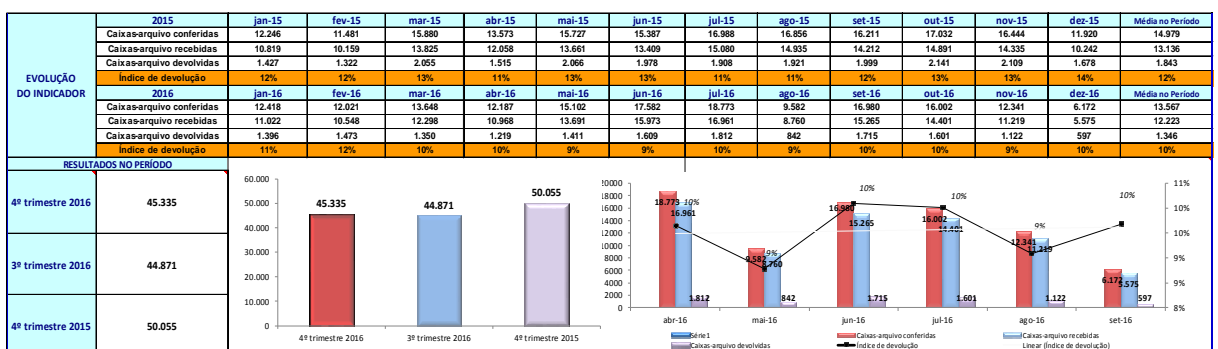 EVOLUÇÃO DO INDICADOR
2015 jan-15 fev-15 mar-15 abr-15 mai-15 jun-15 jul-15 ago-15 set-15 out-15 nov-15 dez-15 Média no Período
Caixas-arquivo conferidas 12.246 11.481 15.880 13.573 15.727 15.387 16.988 16.856 16.211 17.032 16.444 11.920 14.979
Caixas-arquivo recebidas 10.819 10.159 13.825 12.058 13.661 13.409 15.080 14.935 14.212 14.891 14.335 10.242 13.136
Caixas-arquivo devolvidas 1.427 1.322 2.055 1.515 2.066 1.978 1.908 1.921 1.999 2.141 2.109 1.678 1.843
Índice de devolução 12% 12% 13% 11% 13% 13% 11% 11% 12% 13% 13% 14% 12%
2016 jan-16 fev-16 mar-16 abr-16 mai-16 jun-16 jul-16 ago-16 set-16 out-16 nov-16 dez-16 Média no Período
Caixas-arquivo conferidas 12.418 12.021 13.648 12.187 15.102 17.582 18.773 9.582 16.980 16.002 12.341 6.172 13.567
Caixas-arquivo recebidas 11.022 10.548 12.298 10.968 13.691 15.973 16.961 8.760 15.265 14.401 11.219 5.575 12.223
Caixas-arquivo devolvidas 1.396 1.473 1.350 1.219 1.411 1.609 1.812 842 1.715 1.601 1.122 597 1.346
Índice de devolução 11% 12% 10% 10% 9% 9% 10% 9% 10% 10% 9% 10% 10%
RESULTADOS NO PERÍODO
4º trimestre 2016 45.335
3º trimestre 2016 44.871
4º trimestre 2015 50.055
60.000
50.000
40.000
30.000
20.000
10.000
0
45.335 44.871 50.055
4º trimestre 2016 3º trimestre 2016 4º trimestre 2015
20000
18000
16000
14000
12000
10000
8000
6000
4000
2000
18.773 9.582 16.980 16.002 12.341 6.172
16.961 8.760 15.265 14.401 11.219 5.575
1.812 842 1.715 1.601 1.122 597
10% 9% 10% 10% 9% 10%
11%
10%
10%
9%
9%
8%
abr-16 mai-16 jun-16 jul-16 ago-16 set-16
Série1 Caixas-arquivo conferidas Caixas-arquivo recebidas
Caixas-arquivo devolvidas Índice de devolução Linear (Índice de devolução)